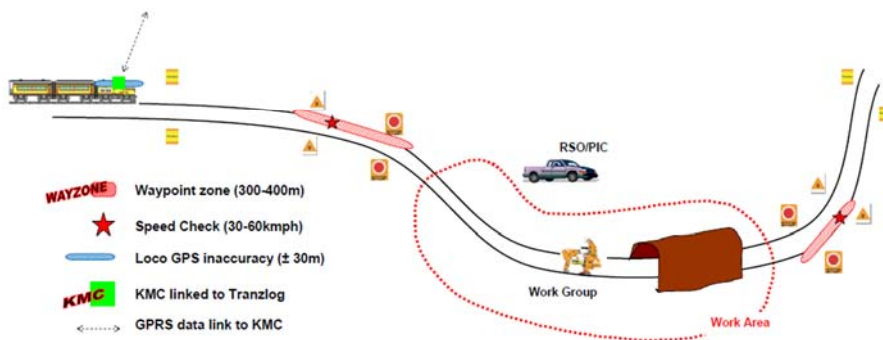 RSO/PIC
WAYZONE
Waypoint zone (300-400m)
Speed Check (30-60kmph)
Loco GPS inaccuracy (± 30m)
KMC
KMC linked to Tranzlog
GPRS data link to KMC
Work Group
Work Area